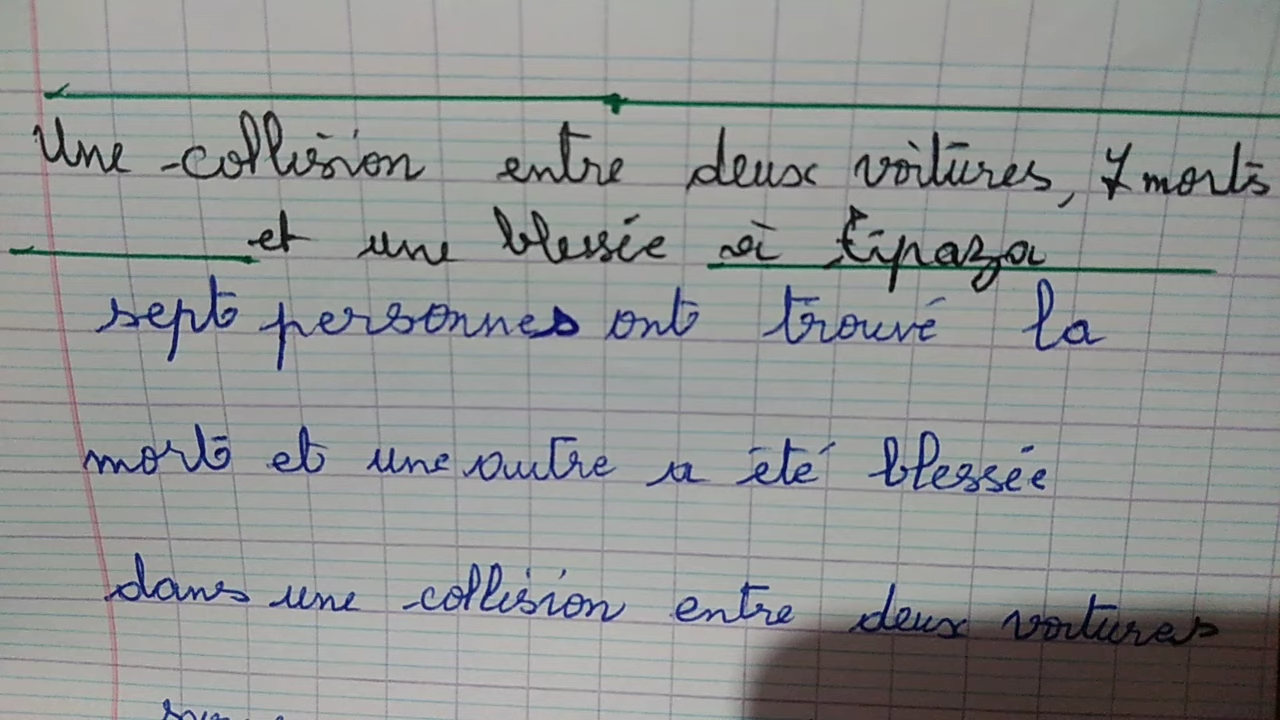 Une collision entre deux voitures, 7 morts
et une blessée à tipaza
sept personnes ont trouvé la
mort et une autre a été blessée
dans une collision entre deux voitures